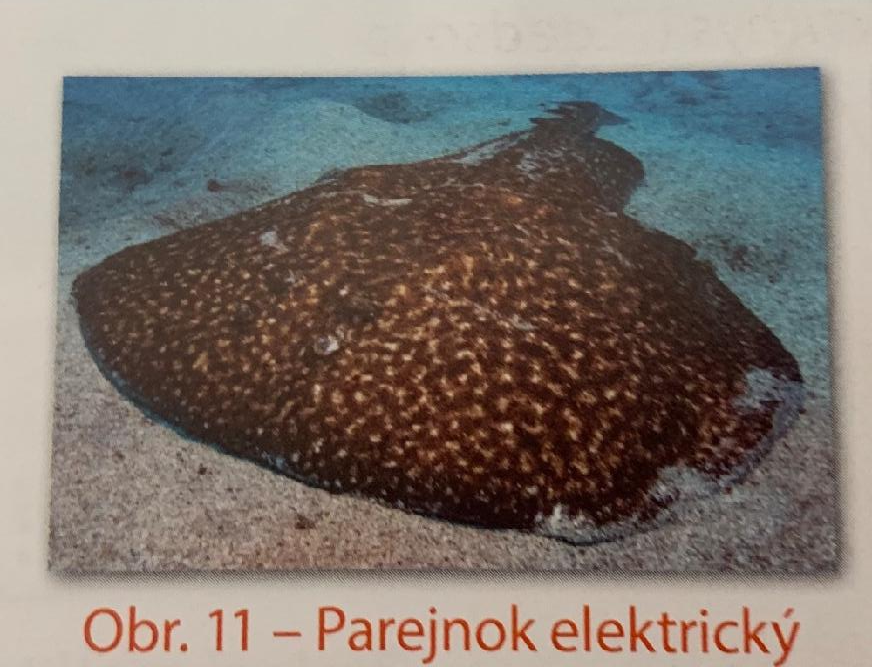 Obr. 11 – Parejnok elektrický